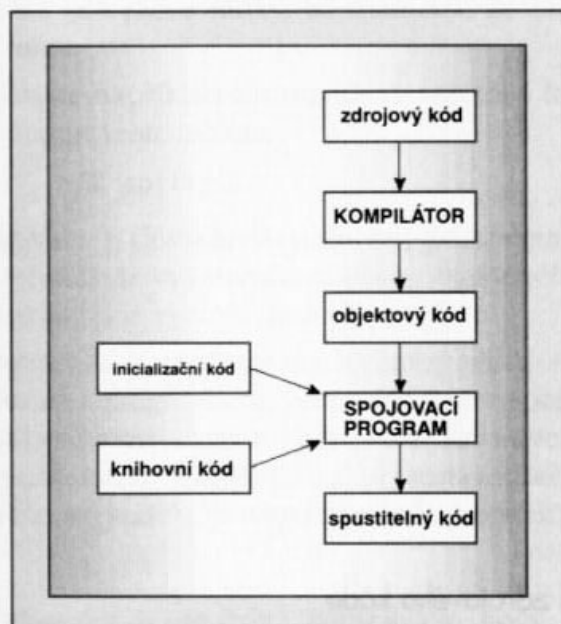 zdrojový kód
KOMPILÁTOR
objektový kód
inicializační kód
SPOJOVACÍ
PROGRAM
knihovní kód
spustitelný kód